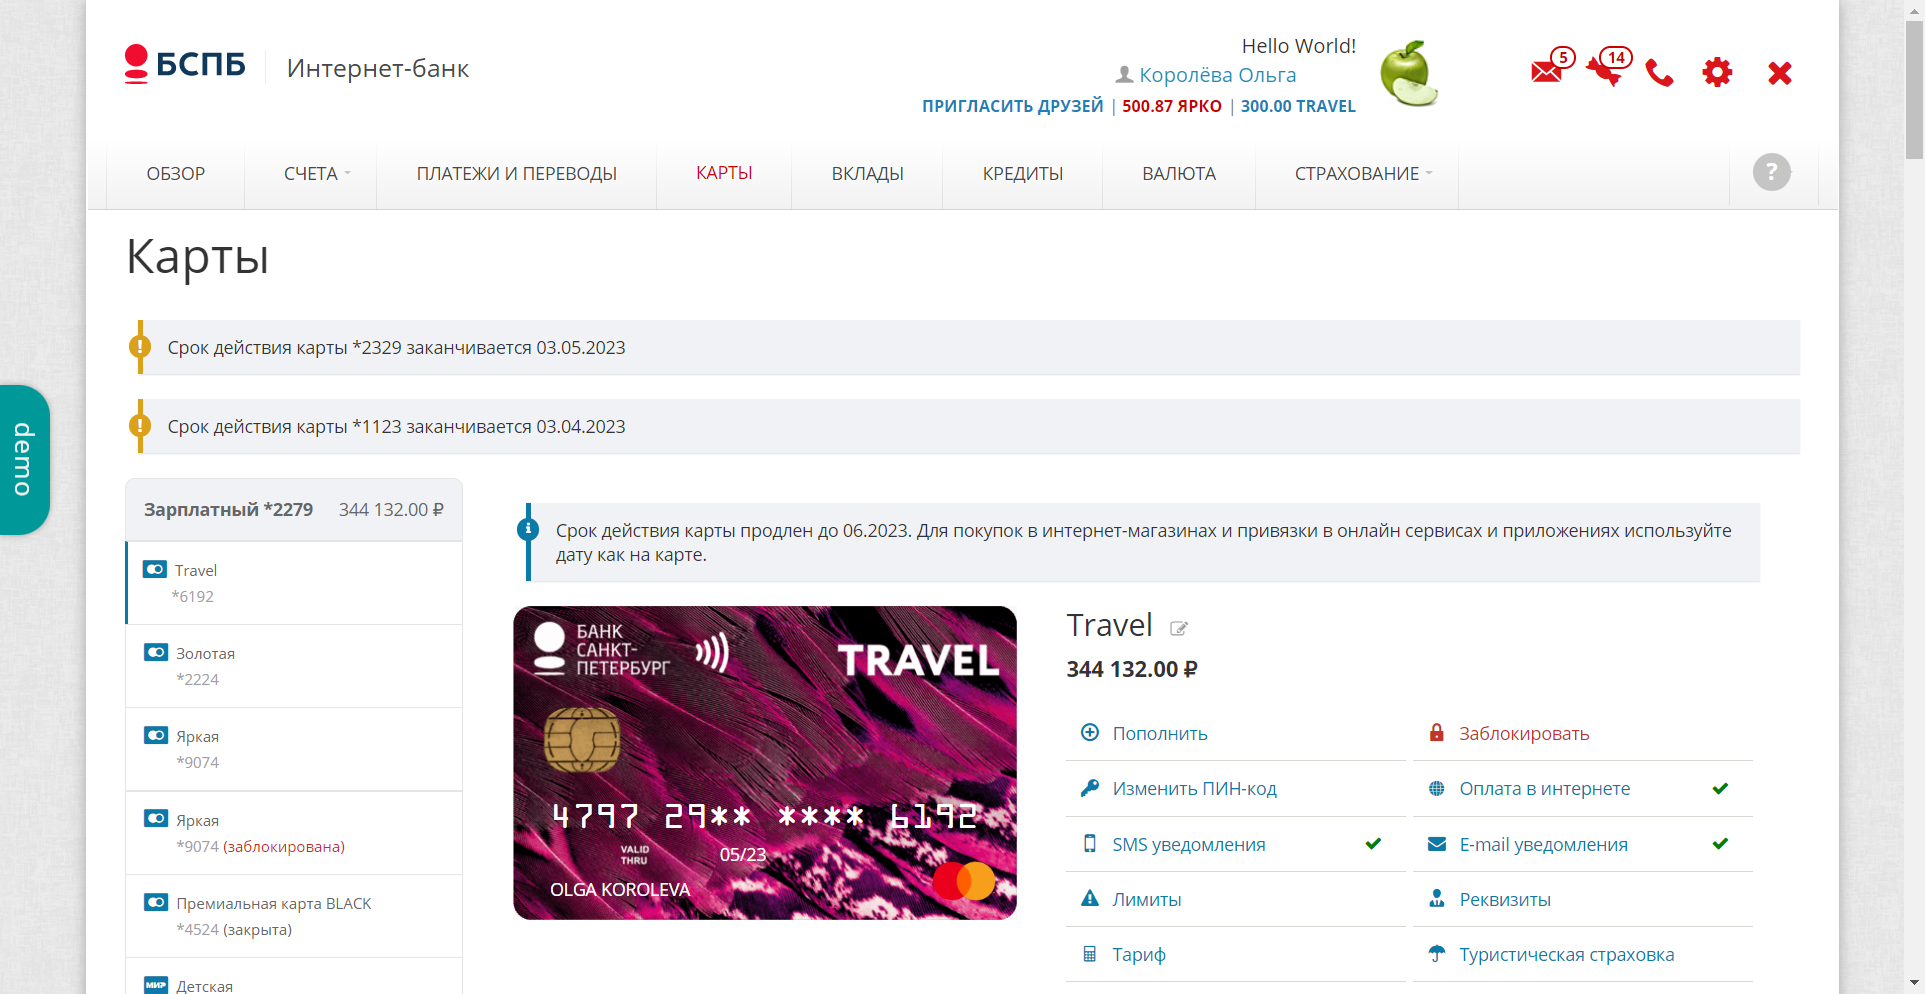 БСПБ
Интернет-банк
Hello World!
Королёва Ольга
ПРИГЛАСИТЬ ДРУЗЕЙ | 500.87 ЯРКО | 300.00 TRAVEL
5
14
ОБЗОР
СЧЕТА
ПЛАТЕЖИ И ПЕРЕВОДЫ
КАРТЫ
ВКЛАДЫ
КРЕДИТЫ
ВАЛЮТА
СТРАХОВАНИЕ
?
Карты
Срок действия карты *2329 заканчивается 03.05.2023
Срок действия карты *1123 заканчивается 03.04.2023
demo
Зарплатный *2279 344 132.00 ₽
Travel
*6192
Золотая
*2224
Яркая
*9074
Яркая
*9074 (заблокирована)
Премиальная карта BLACK
*4524 (закрыта)
МИР Детская
Срок действия карты продлен до 06.2023. Для покупок в интернет-магазинах и привязки в онлайн сервисах и приложениях используйте
дату как на карте.
БАНК
САНКТ-
ПЕТЕРБУРГ
TRAVEL
4797 29** **** 6192
VALID
THRU
05/23
OLGA KOROLEVA
Travel
344 132.00 ₽
Пополнить
Заблокировать
Изменить ПИН-код
Оплата в интернете
SMS уведомления
E-mail уведомления
Лимиты
Реквизиты
Тариф
Туристическая страховка